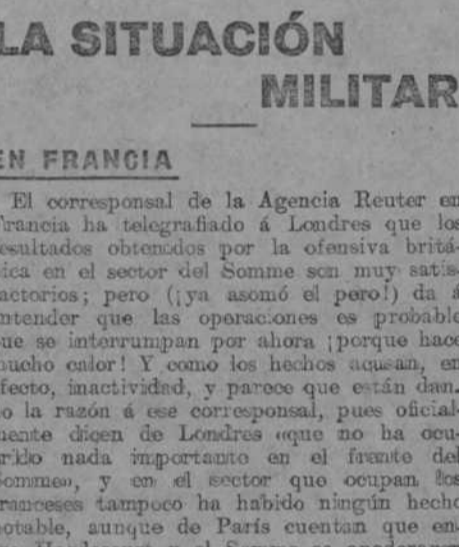 LA SITUACIÓN
MILITAR
EN FRANCIA
El corresponsal de la Agencia Reuter en
Francia ha telegrafiado á Londres que los
resultados obtenidos por la ofensiva britá-
nica en el sector del Somme son muy satis-
factorios; pero (¡ya asomó el pero!) da á
entender que las operaciones es probable
que se interrumpan por ahora ¡porque hace
mucho calor! Y como los hechos acusan, en
efecto, inactividad, y parece que están dan-
do la razón á ese corresponsal, pues oficial-
mente dicen de Londres «que no ha ocu-
rrido nada importante en el frente del
Somme», y en el sector que ocupan los
franceses tampoco ha habido ningún hecho
notable, aunque de París cuentan que en-